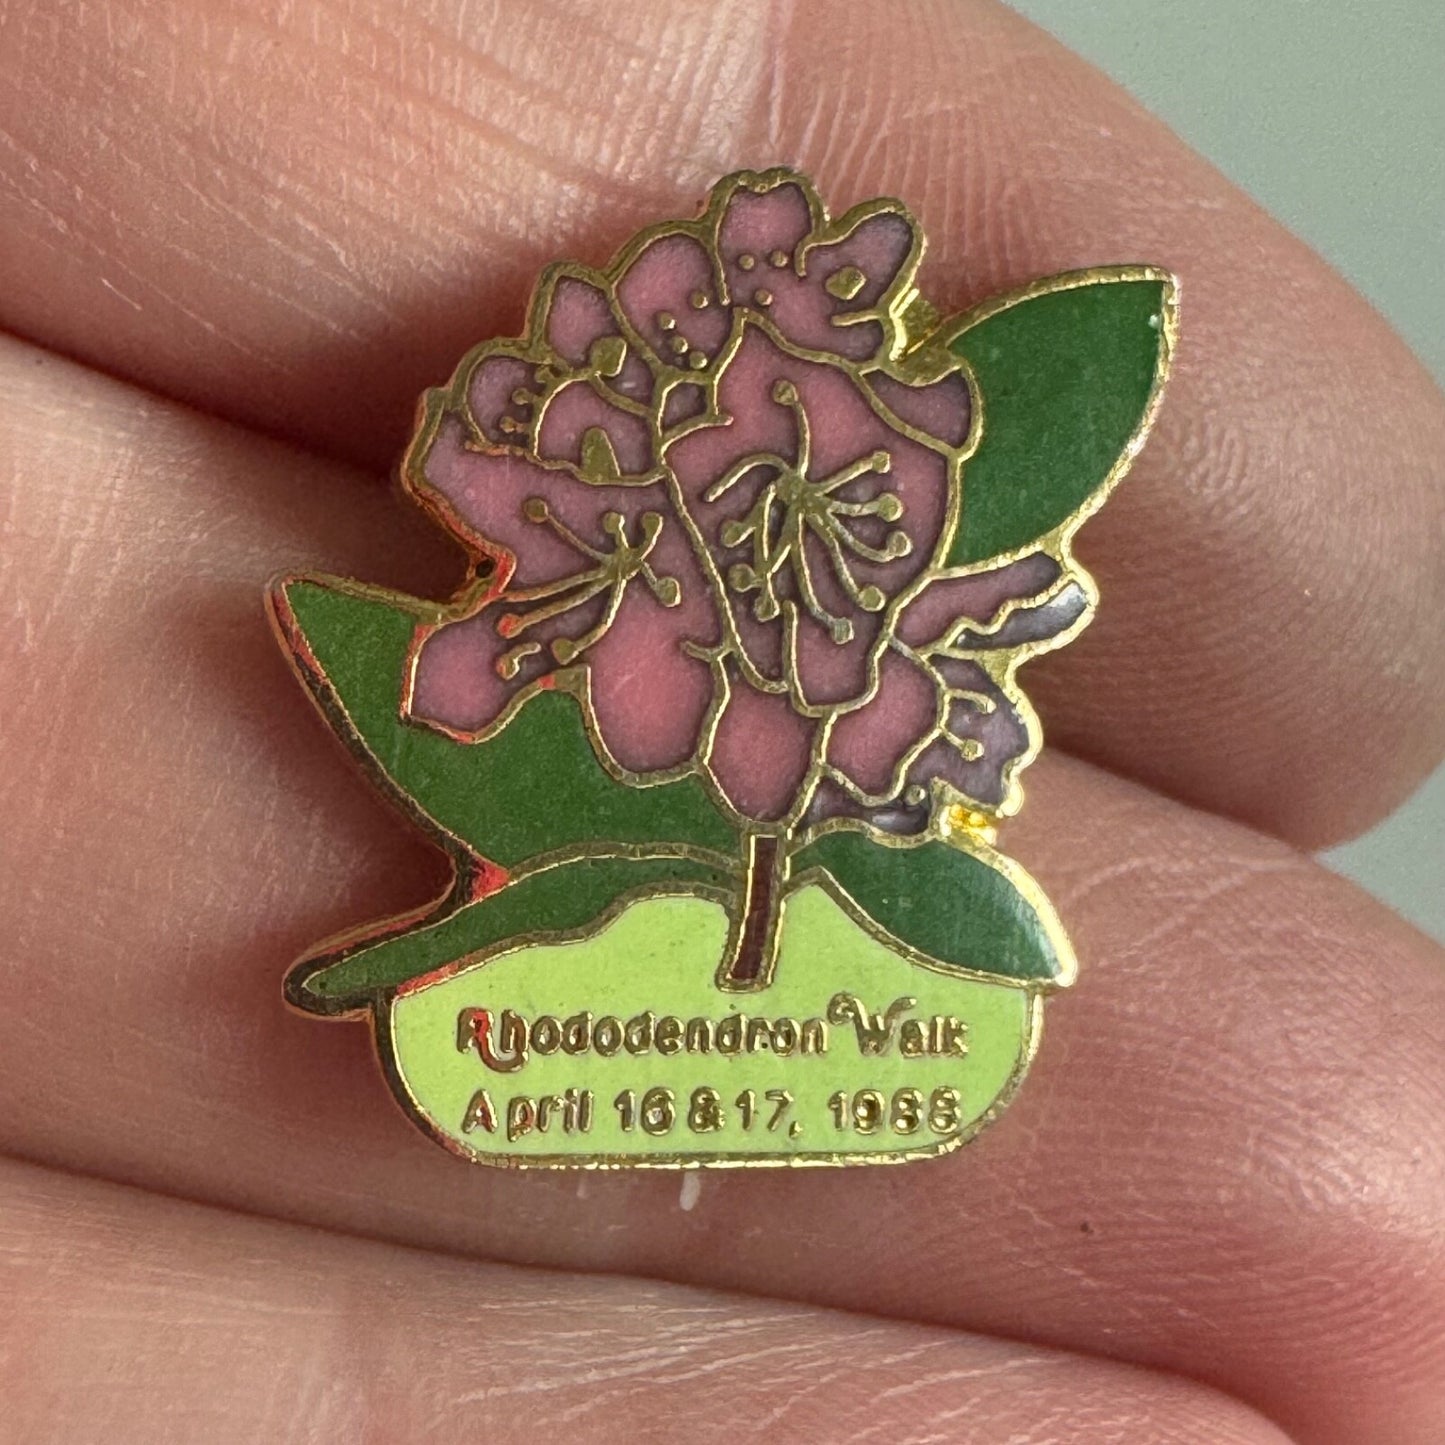 Rhododendron Walk
April 16 & 17, 1988